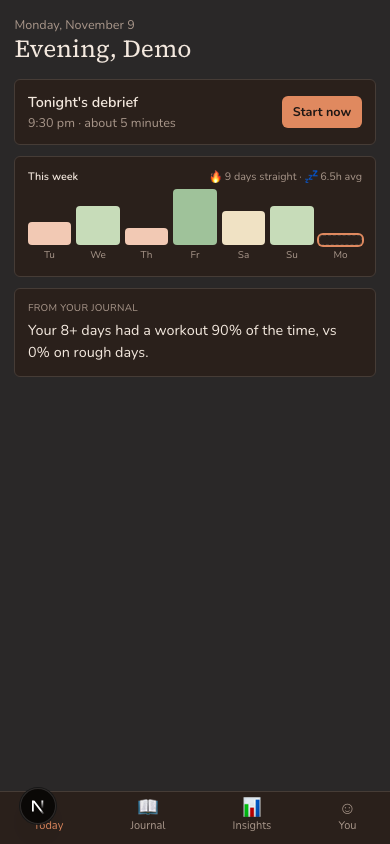 Monday, November 9
Evening, Demo
Tonight's debrief
9:30 pm · about 5 minutes
Start now
This week
🔥 9 days straight · 💤 6.5h avg
Tu We Th Fr Sa Su Mo
FROM YOUR JOURNAL
Your 8+ days had a workout 90% of the time, vs
0% on rough days.
N
Today Journal Insights You